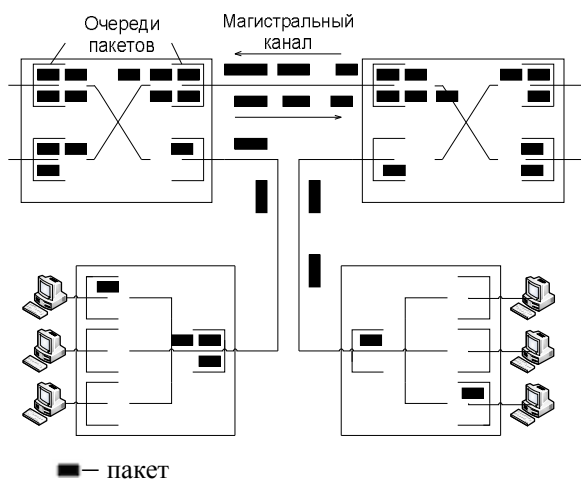 Очереди
пакетов
Магистральный
канал
– пакет